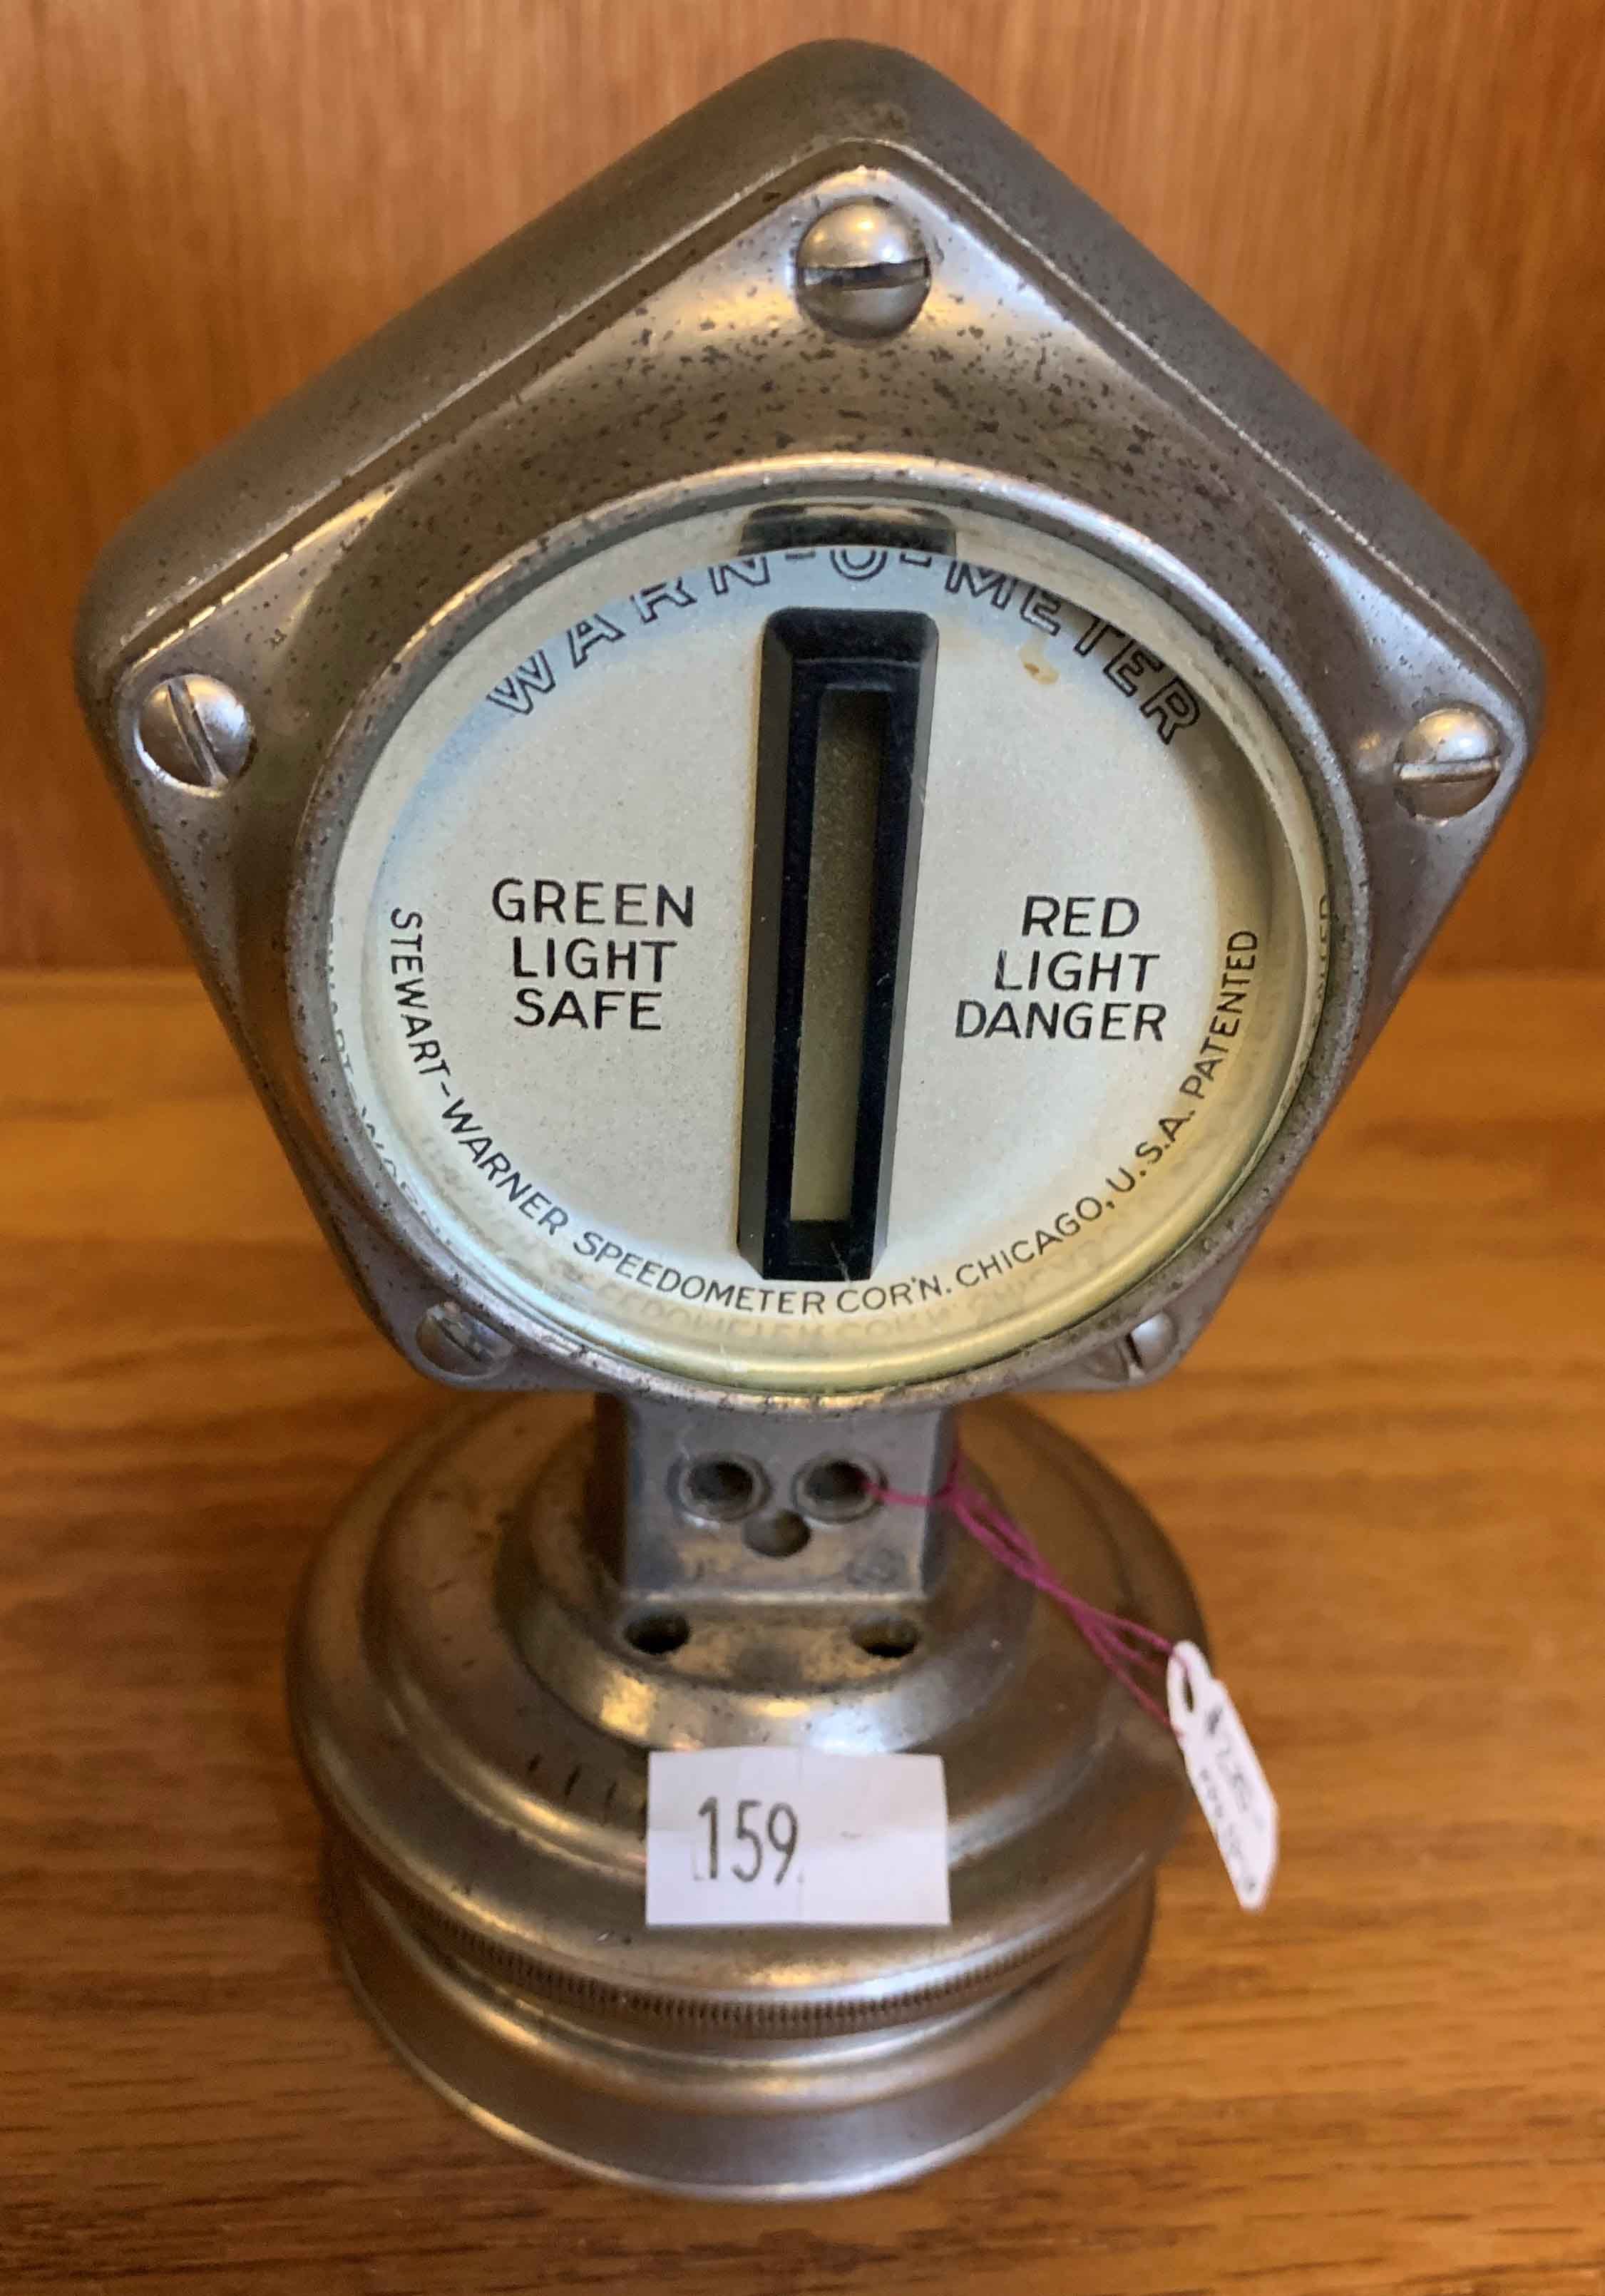 WARN-O-METER
GREEN
LIGHT
SAFE
RED
LIGHT
DANGER
STEWART-WARNER SPEEDOMETER COR'N. CHICAGO, U.S.A. PATENTED
159